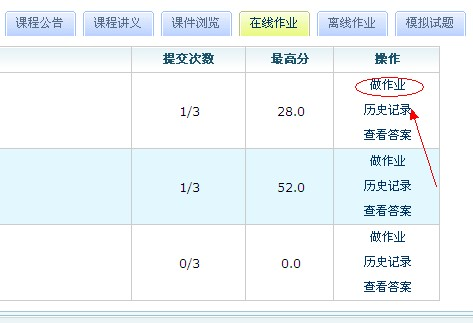 课程公告 课程讲义 课件浏览 在线作业 离线作业 模拟试题
提交次数 最高分 操作
做作业
1/3 28.0 历史记录
查看答案
做作业
1/3 52.0 历史记录
查看答案
做作业
0/3 0.0 历史记录
查看答案